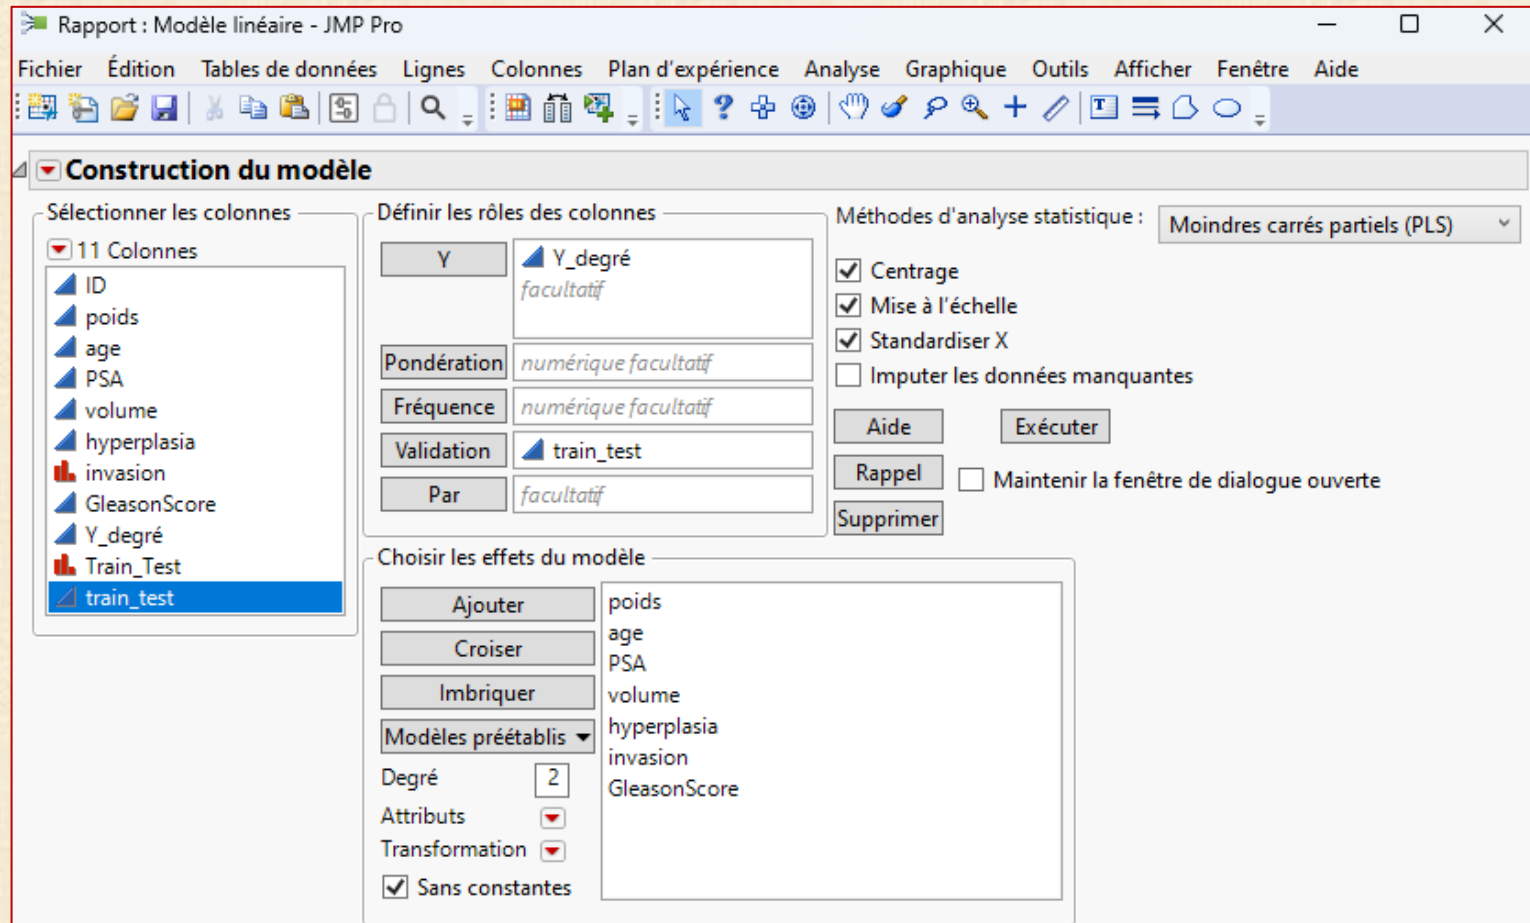 Rapport : Modèle linéaire - JMP Pro
Fichier Édition Tables de données Lignes Colonnes Plan d'expérience Analyse Graphique Outils Afficher Fenêtre Aide
Construction du modèle
Sélectionner les colonnes
11 Colonnes
ID
poids
age
PSA
volume
hyperplasia
invasion
GleasonScore
Y_degré
Train_Test
train_test
Définir les rôles des colonnes
Y
Y_degré
facultatif
Pondération numérique facultatif
Fréquence numérique facultatif
Validation train_test
Par facultatif
Méthodes d'analyse statistique : Moindres carrés partiels (PLS)
Centrage
Mise à l'échelle
Standardiser X
Imputer les données manquantes
Aide Exécuter
Rappel Maintenir la fenêtre de dialogue ouverte
Supprimer
Choisir les effets du modèle
Ajouter
Croiser
Imbriquer
Modèles préétablis
Degré 2
Attributs
Transformation
Sans constantes
poids
age
PSA
volume
hyperplasia
invasion
GleasonScore